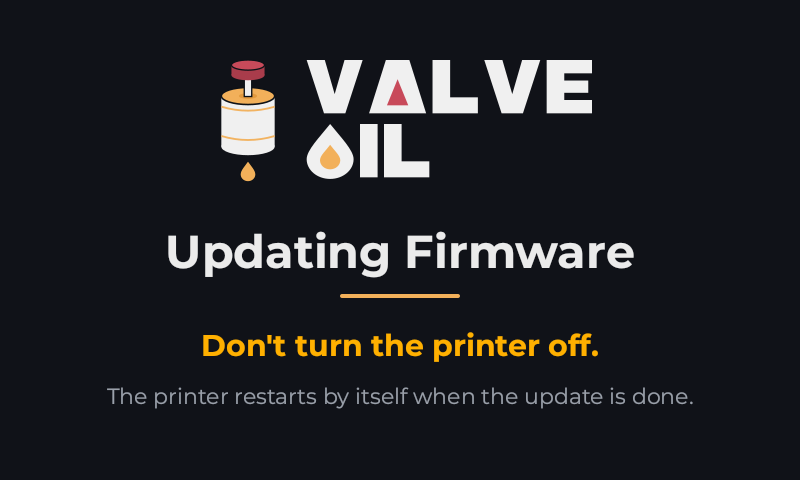 VALVE
OIL
Updating Firmware
Don't turn the printer off.
The printer restarts by itself when the update is done.